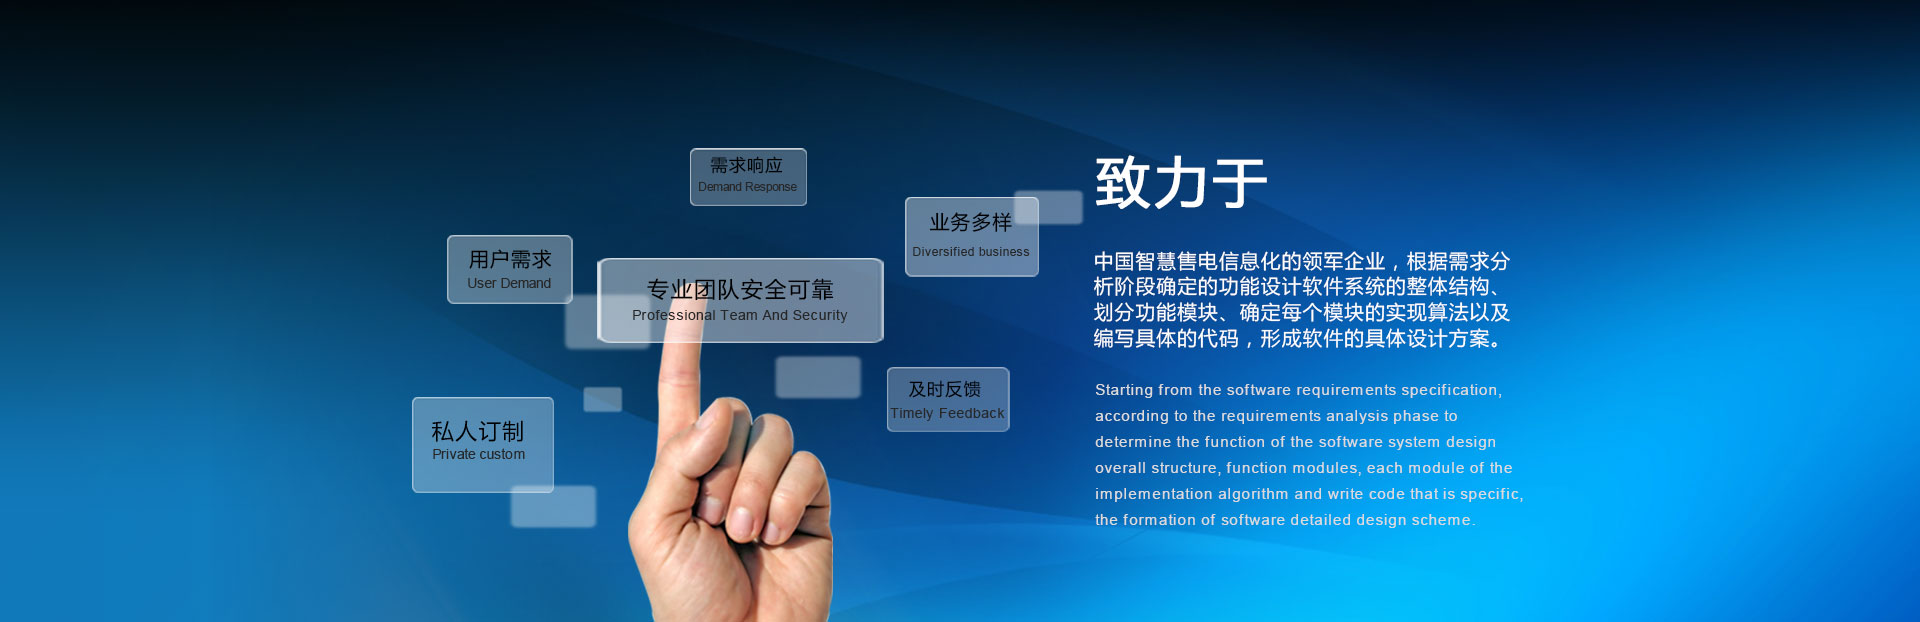 需求响应
Demand Response
业务多样
Diversified business
用户需求
User Demand
专业团队安全可靠
Professional Team And Security
及时反馈
Timely Feedback
私人订制
Private custom
致力于
中国智慧售电信息化的领军企业，根据需求分
析阶段确定的功能设计软件系统的整体结构、
划分功能模块、确定每个模块的实现算法以及
编写具体的代码，形成软件的具体设计方案。
Starting from the software requirements specification,
according to the requirements analysis phase to
determine the function of the software system design
overall structure, function modules, each module of the
implementation algorithm and write code that is specific,
the formation of software detailed design scheme.